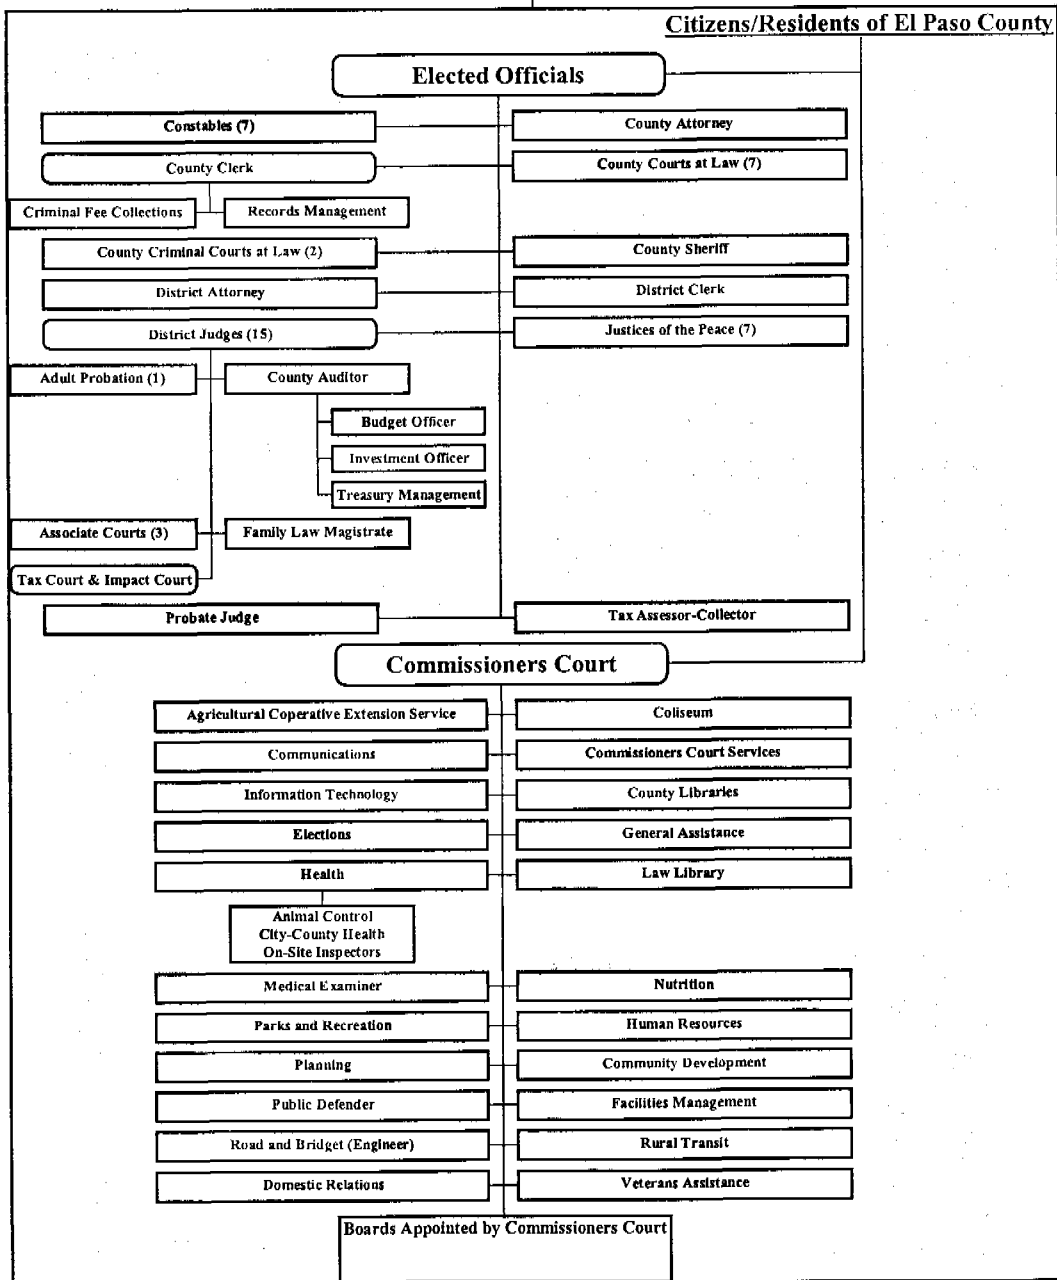 Citizens/Residents of El Paso County
Elected Officials
Constables (7)
County Attorney
County Clerk
County Courts at Law (7)
Criminal Fee Collections
Records Management
County Criminal Courts at Law (2)
County Sheriff
District Attorney
District Clerk
District Judges (15)
Justices of the Peace (7)
Adult Probation (1)
County Auditor
Budget Officer
Investment Officer
Treasury Management
Associate Courts (3)
Family Law Magistrate
Tax Court & Impact Court
Probate Judge
Tax Assessor-Collector
Commissioners Court
Agricultural Coperative Extension Service
Coliseum
Communications
Commissioners Court Services
Information Technology
County Libraries
Elections
General Assistance
Health
Law Library
Animal Control
City-County Health
On-Site Inspectors
Medical Examiner
Nutrition
Parks and Recreation
Human Resources
Planning
Community Development
Public Defender
Facilities Management
Road and Bridget (Engineer)
Rural Transit
Domestic Relations
Veterans Assistance
Boards Appointed by Commissioners Court